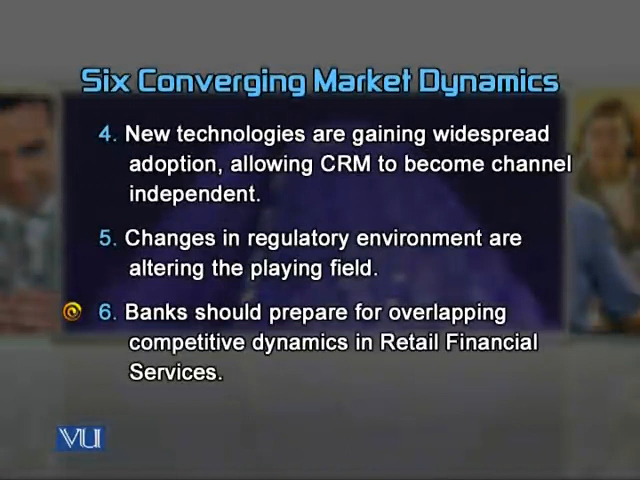 Six Converging Market Dynamics
4. New technologies are gaining widespread
adoption, allowing CRM to become channel
independent.
5. Changes in regulatory environment are
altering the playing field.
6. Banks should prepare for overlapping
competitive dynamics in Retail Financial
Services.
VU